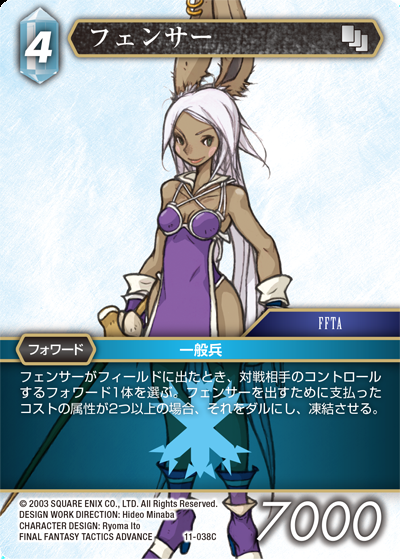 4
フェンサー
FFTA
フォワード
一般兵
フェンサーがフィールドに出たとき、対戦相手のコントロール
するフォワード1体を選ぶ。フェンサーを出すために支払った
コストの属性が2つ以上の場合、それをダルにし、凍結させる。
© 2003 SQUARE ENIX CO., LTD. All Rights Reserved.
DESIGN WORK DIRECTION: Hideo Minaba
CHARACTER DESIGN: Ryoma Ito
FINAL FANTASY TACTICS ADVANCE 11-038C
7000